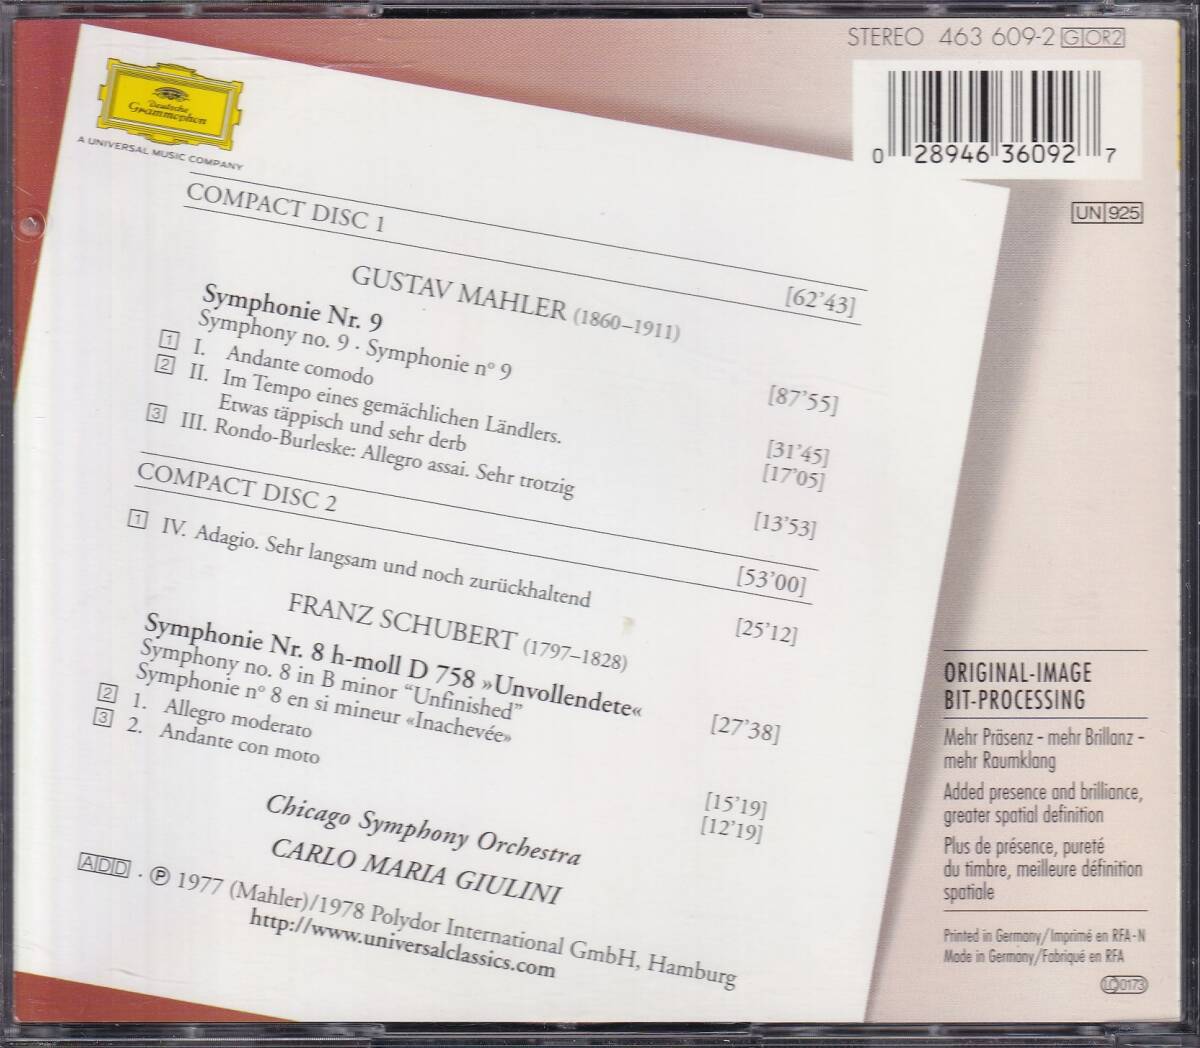 STEREO 463 609-2 G OR2
Deutsche
Grammophon
A UNIVERSAL MUSIC COMPANY
0 28946 36092 7
UN 925
COMPACT DISC 1 [62'43]
GUSTAV MAHLER (1860–1911)
Symphonie Nr. 9 [87'55]
Symphony no. 9 · Symphonie n° 9
1 I. Andante comodo [31'45]
2 II. Im Tempo eines gemächlichen Ländlers. [17'05]
Etwas täppisch und sehr derb
3 III. Rondo-Burleske: Allegro assai. Sehr trotzig [13'53]
COMPACT DISC 2 [53'00]
1 IV. Adagio. Sehr langsam und noch zurückhaltend [25'12]
FRANZ SCHUBERT (1797–1828)
Symphonie Nr. 8 h-moll D 758 »Unvollendete« [27'38]
Symphony no. 8 in B minor “Unfinished”
Symphonie n° 8 en si mineur «Inachevée»
2 1. Allegro moderato [15'19]
3 2. Andante con moto [12'19]
Chicago Symphony Orchestra
CARLO MARIA GIULINI
ADD · ℗ 1977 (Mahler)/1978 Polydor International GmbH, Hamburg
http://www.universalclassics.com
ORIGINAL-IMAGE
BIT-PROCESSING
Mehr Präsenz – mehr Brillanz –
mehr Raumklang
Added presence and brilliance,
greater spatial definition
Plus de présence, pureté
du timbre, meilleure définition
spatiale
Printed in Germany/Imprimé en RFA-N
Made in Germany/Fabriqué en RFA
LC 0173